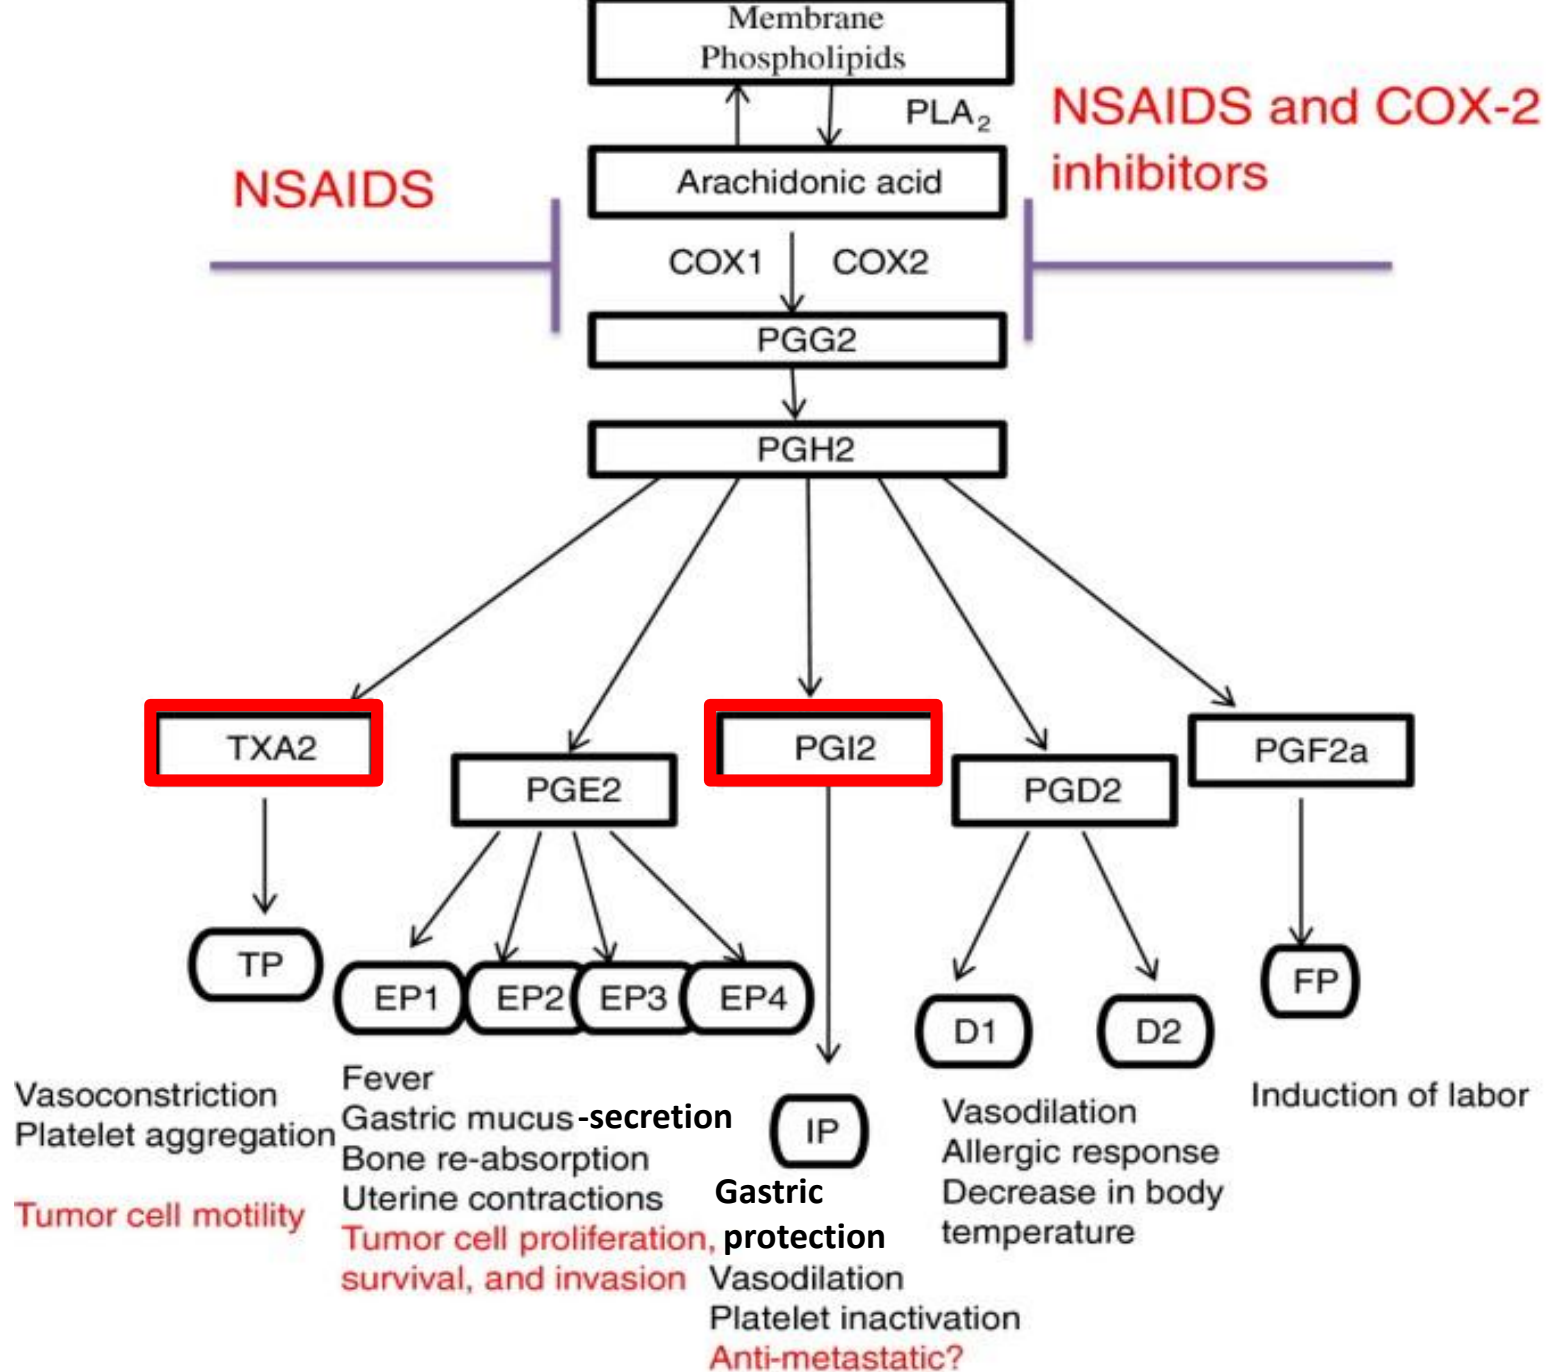 Membrane
Phospholipids
PLA₂
NSAIDS and COX-2
inhibitors
NSAIDS
Arachidonic acid
COX1
COX2
PGG2
PGH2
TXA2
PGE2
PGI2
PGD2
PGF2a
TP
EP1
EP2
EP3
EP4
IP
D1
D2
FP
Vasoconstriction
Platelet aggregation
Tumor cell motility
Fever
Gastric mucus-secretion
Bone re-absorption
Uterine contractions
Tumor cell proliferation,
survival, and invasion
Gastric
protection
Vasodilation
Platelet inactivation
Anti-metastatic?
Vasodilation
Allergic response
Decrease in body
temperature
Induction of labor